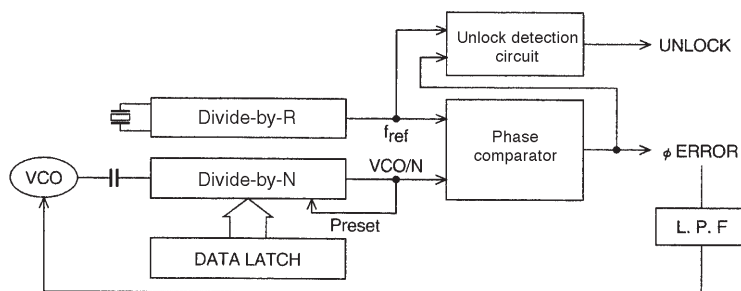 Unlock detection
circuit
UNLOCK
Divide-by-R
fref
Phase
comparator
φ ERROR
VCO
Divide-by-N
VCO/N
Preset
DATA LATCH
L. P. F